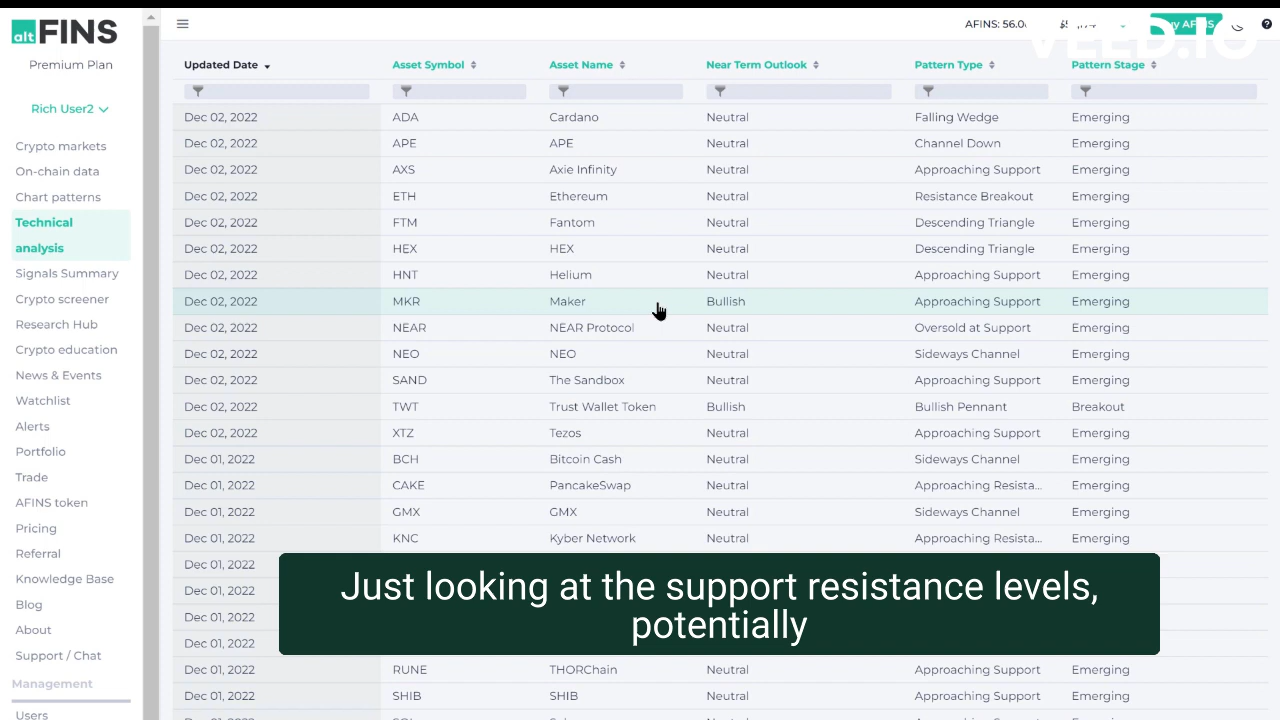 altFINS
AFINS: 56.0
Premium Plan
Rich User2
Crypto markets
On-chain data
Chart patterns
Technical
analysis
Signals Summary
Crypto screener
Research Hub
Crypto education
News & Events
Watchlist
Alerts
Portfolio
Trade
AFINS token
Pricing
Referral
Knowledge Base
Blog
About
Support / Chat
Management
Users
VEED.IO
Updated Date Asset Symbol Asset Name Near Term Outlook Pattern Type Pattern Stage
Dec 02, 2022 ADA Cardano Neutral Falling Wedge Emerging
Dec 02, 2022 APE APE Neutral Channel Down Emerging
Dec 02, 2022 AXS Axie Infinity Neutral Approaching Support Emerging
Dec 02, 2022 ETH Ethereum Neutral Resistance Breakout Emerging
Dec 02, 2022 FTM Fantom Neutral Descending Triangle Emerging
Dec 02, 2022 HEX HEX Neutral Descending Triangle Emerging
Dec 02, 2022 HNT Helium Neutral Approaching Support Emerging
Dec 02, 2022 MKR Maker Bullish Approaching Support Emerging
Dec 02, 2022 NEAR NEAR Protocol Neutral Oversold at Support Emerging
Dec 02, 2022 NEO NEO Neutral Sideways Channel Emerging
Dec 02, 2022 SAND The Sandbox Neutral Approaching Support Emerging
Dec 02, 2022 TWT Trust Wallet Token Bullish Bullish Pennant Breakout
Dec 02, 2022 XTZ Tezos Neutral Approaching Support Emerging
Dec 01, 2022 BCH Bitcoin Cash Neutral Sideways Channel Emerging
Dec 01, 2022 CAKE PancakeSwap Neutral Approaching Resista... Emerging
Dec 01, 2022 GMX GMX Neutral Sideways Channel Emerging
Dec 01, 2022 KNC Kyber Network Neutral Approaching Resista... Emerging
Dec 01, 2022
Dec 01, 2022
Dec 01, 2022
Dec 01, 2022
Just looking at the support resistance levels,
potentially
Dec 01, 2022 RUNE THORChain Neutral Approaching Support Emerging
Dec 01, 2022 SHIB SHIB Neutral Approaching Support Emerging